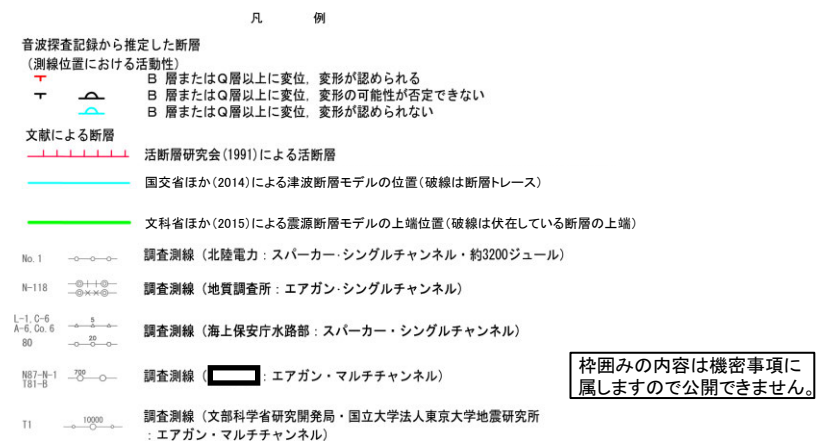 凡 例
音波探査記録から推定した断層
(測線位置における活動性)
B 層またはQ層以上に変位, 変形が認められる
B 層またはQ層以上に変位, 変形の可能性が否定できない
B 層またはQ層以上に変位, 変形が認められない
文献による断層
活断層研究会(1991)による活断層
国交省ほか(2014)による津波断層モデルの位置(破線は断層トレース)
文科省ほか(2015)による震源断層モデルの上端位置(破線は伏在している断層の上端)
No. 1 調査測線 (北陸電力:スパーカー・シングルチャンネル・約3200ジュール)
N-118 調査測線 (地質調査所:エアガン・シングルチャンネル)
L-1, C-6 5
A-6, Co. 6 調査測線 (海上保安庁水路部:スパーカー・シングルチャンネル)
80 20
N87-N-1 700 調査測線 ( :エアガン・マルチチャンネル)
T81-B
枠囲みの内容は機密事項に
属しますので公開できません。
T1 10000 調査測線 (文部科学省研究開発局・国立大学法人東京大学地震研究所
:エアガン・マルチチャンネル)